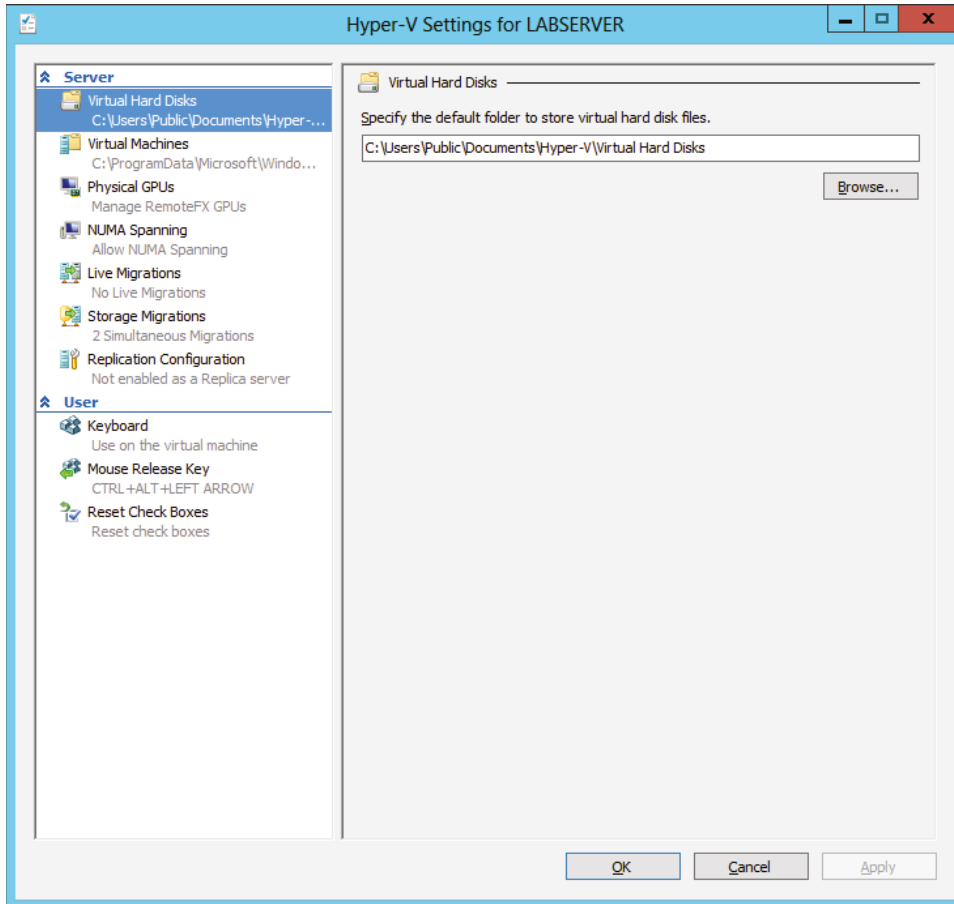 Hyper-V Settings for LABSERVER
Server
Virtual Hard Disks
C:\Users\Public\Documents\Hyper-...
Virtual Machines
C:\ProgramData\Microsoft\Windo...
Physical GPUs
Manage RemoteFX GPUs
NUMA Spanning
Allow NUMA Spanning
Live Migrations
No Live Migrations
Storage Migrations
2 Simultaneous Migrations
Replication Configuration
Not enabled as a Replica server
User
Keyboard
Use on the virtual machine
Mouse Release Key
CTRL+ALT+LEFT ARROW
Reset Check Boxes
Reset check boxes
Virtual Hard Disks
Specify the default folder to store virtual hard disk files.
C:\Users\Public\Documents\Hyper-V\Virtual Hard Disks
Browse...
OK
Cancel
Apply